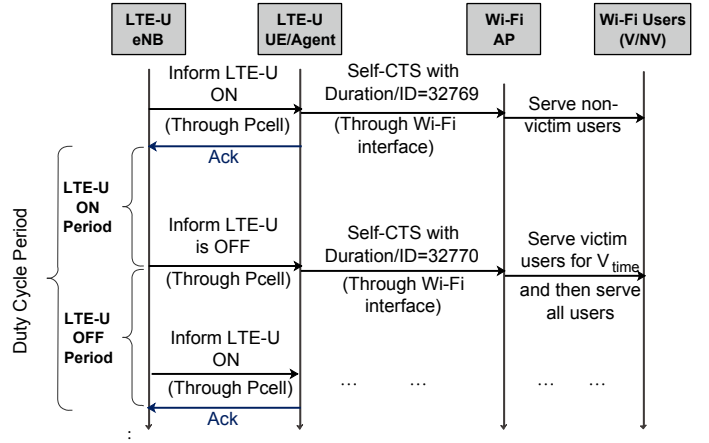 LTE-U
eNB
LTE-U
UE/Agent
Wi-Fi
AP
Wi-Fi Users
(V/NV)
Inform LTE-U
ON
(Through Pcell)
Self-CTS with
Duration/ID=32769
(Through Wi-Fi
interface)
Serve non-
victim users
Ack
Duty Cycle Period
LTE-U
ON
Period
Inform LTE-U
is OFF
(Through Pcell)
Self-CTS with
Duration/ID=32770
(Through Wi-Fi
interface)
Serve victim
users for Vtime
and then serve
all users
LTE-U
OFF
Period
Inform LTE-U
ON
(Through Pcell)
... ... ... ...
Ack
: